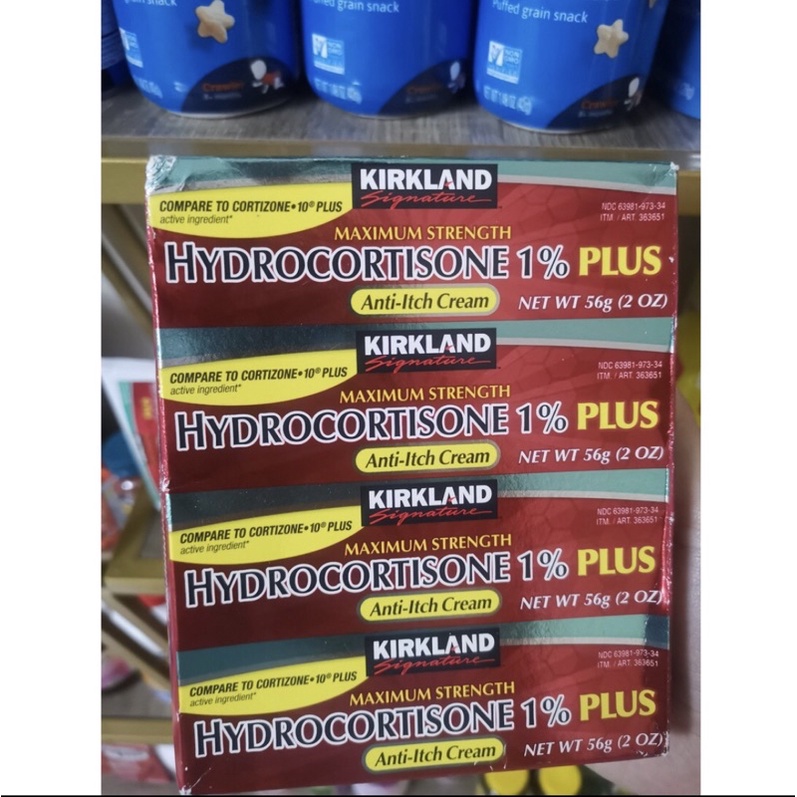 grain snack
Puffed grain snack
NON
GMO
NON
GMO
KIRKLAND
Signature
COMPARE TO CORTIZONE•10® PLUS
active ingredient*
NDC 63981-973-34
ITM. / ART. 363651
MAXIMUM STRENGTH
HYDROCORTISONE 1% PLUS
Anti-Itch Cream
NET WT 56g (2 OZ)
KIRKLAND
Signature
COMPARE TO CORTIZONE•10® PLUS
active ingredient*
NDC 63981-973-34
ITM. / ART. 363651
MAXIMUM STRENGTH
HYDROCORTISONE 1% PLUS
Anti-Itch Cream
NET WT 56g (2 OZ)
KIRKLAND
Signature
COMPARE TO CORTIZONE•10® PLUS
active ingredient*
NDC 63981-973-34
ITM. / ART. 363651
MAXIMUM STRENGTH
HYDROCORTISONE 1% PLUS
Anti-Itch Cream
NET WT 56g (2 OZ)
KIRKLAND
Signature
COMPARE TO CORTIZONE•10® PLUS
active ingredient*
NDC 63981-973-34
ITM. / ART. 363651
MAXIMUM STRENGTH
HYDROCORTISONE 1% PLUS
Anti-Itch Cream
NET WT 56g (2 OZ)